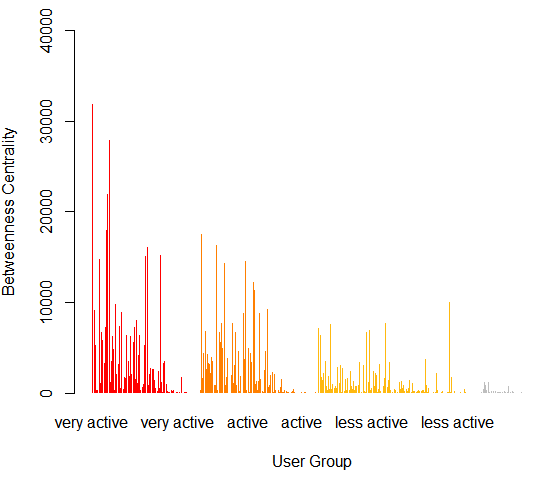 40000
30000
20000
10000
0
Betweenness Centrality
very active very active active active less active less active
User Group